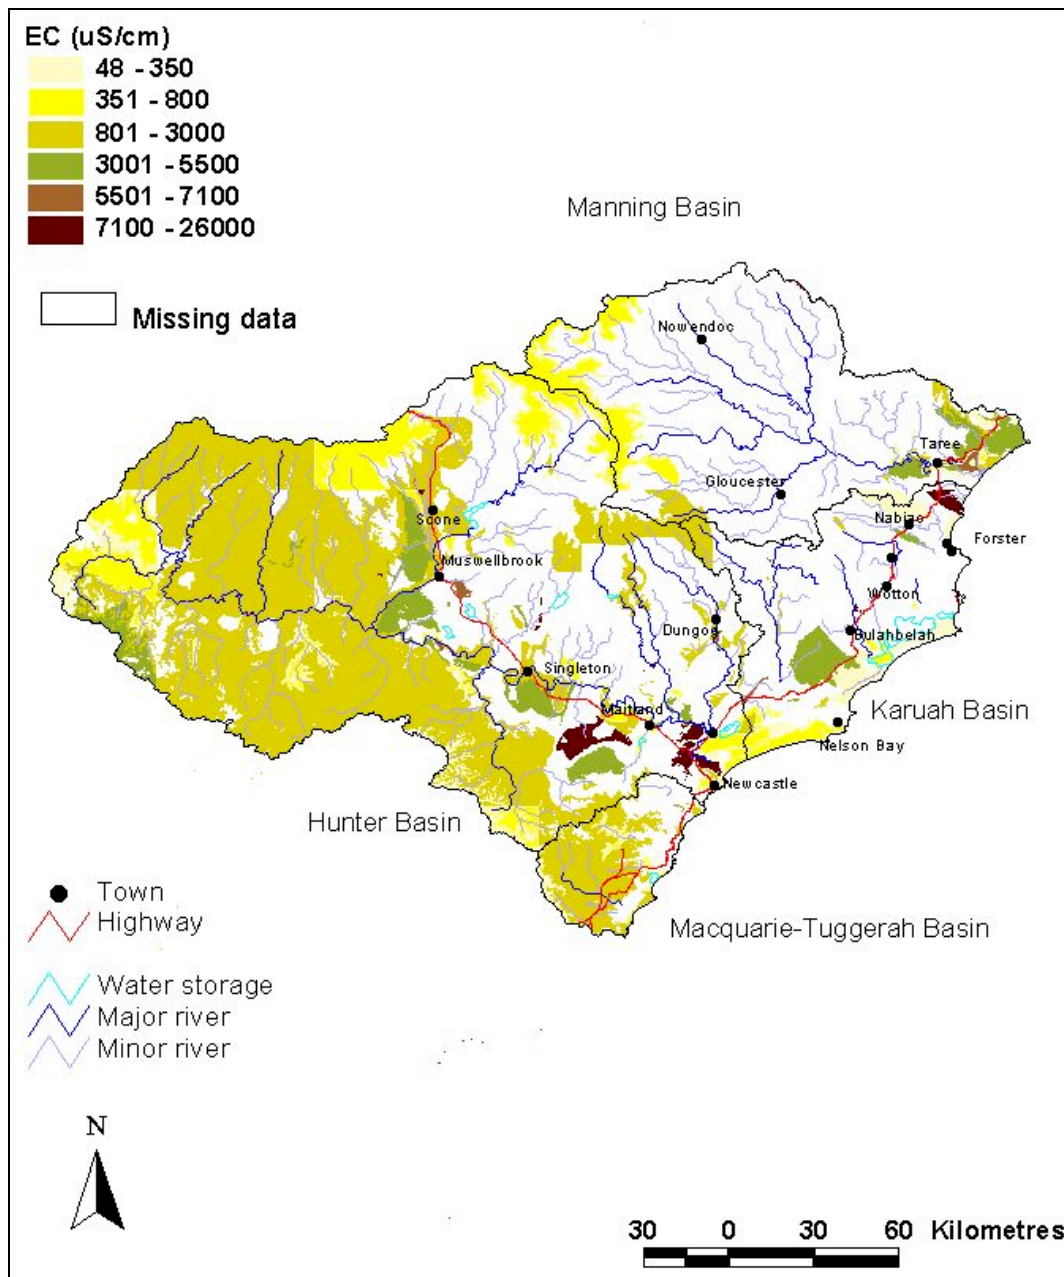 EC (uS/cm)
48 - 350
351 - 800
801 - 3000
3001 - 5500
5501 - 7100
7100 - 26000
Missing data
Manning Basin
Nowendoc
Taree
Gloucester
Nabiac
Forster
Scone
Muswellbrook
Wotton
Dungog
Bulahbelah
Singleton
Maitland
Karuah Basin
Nelson Bay
Newcastle
Hunter Basin
Macquarie-Tuggerah Basin
Town
Highway
Water storage
Major river
Minor river
N
30 0 30 60 Kilometres